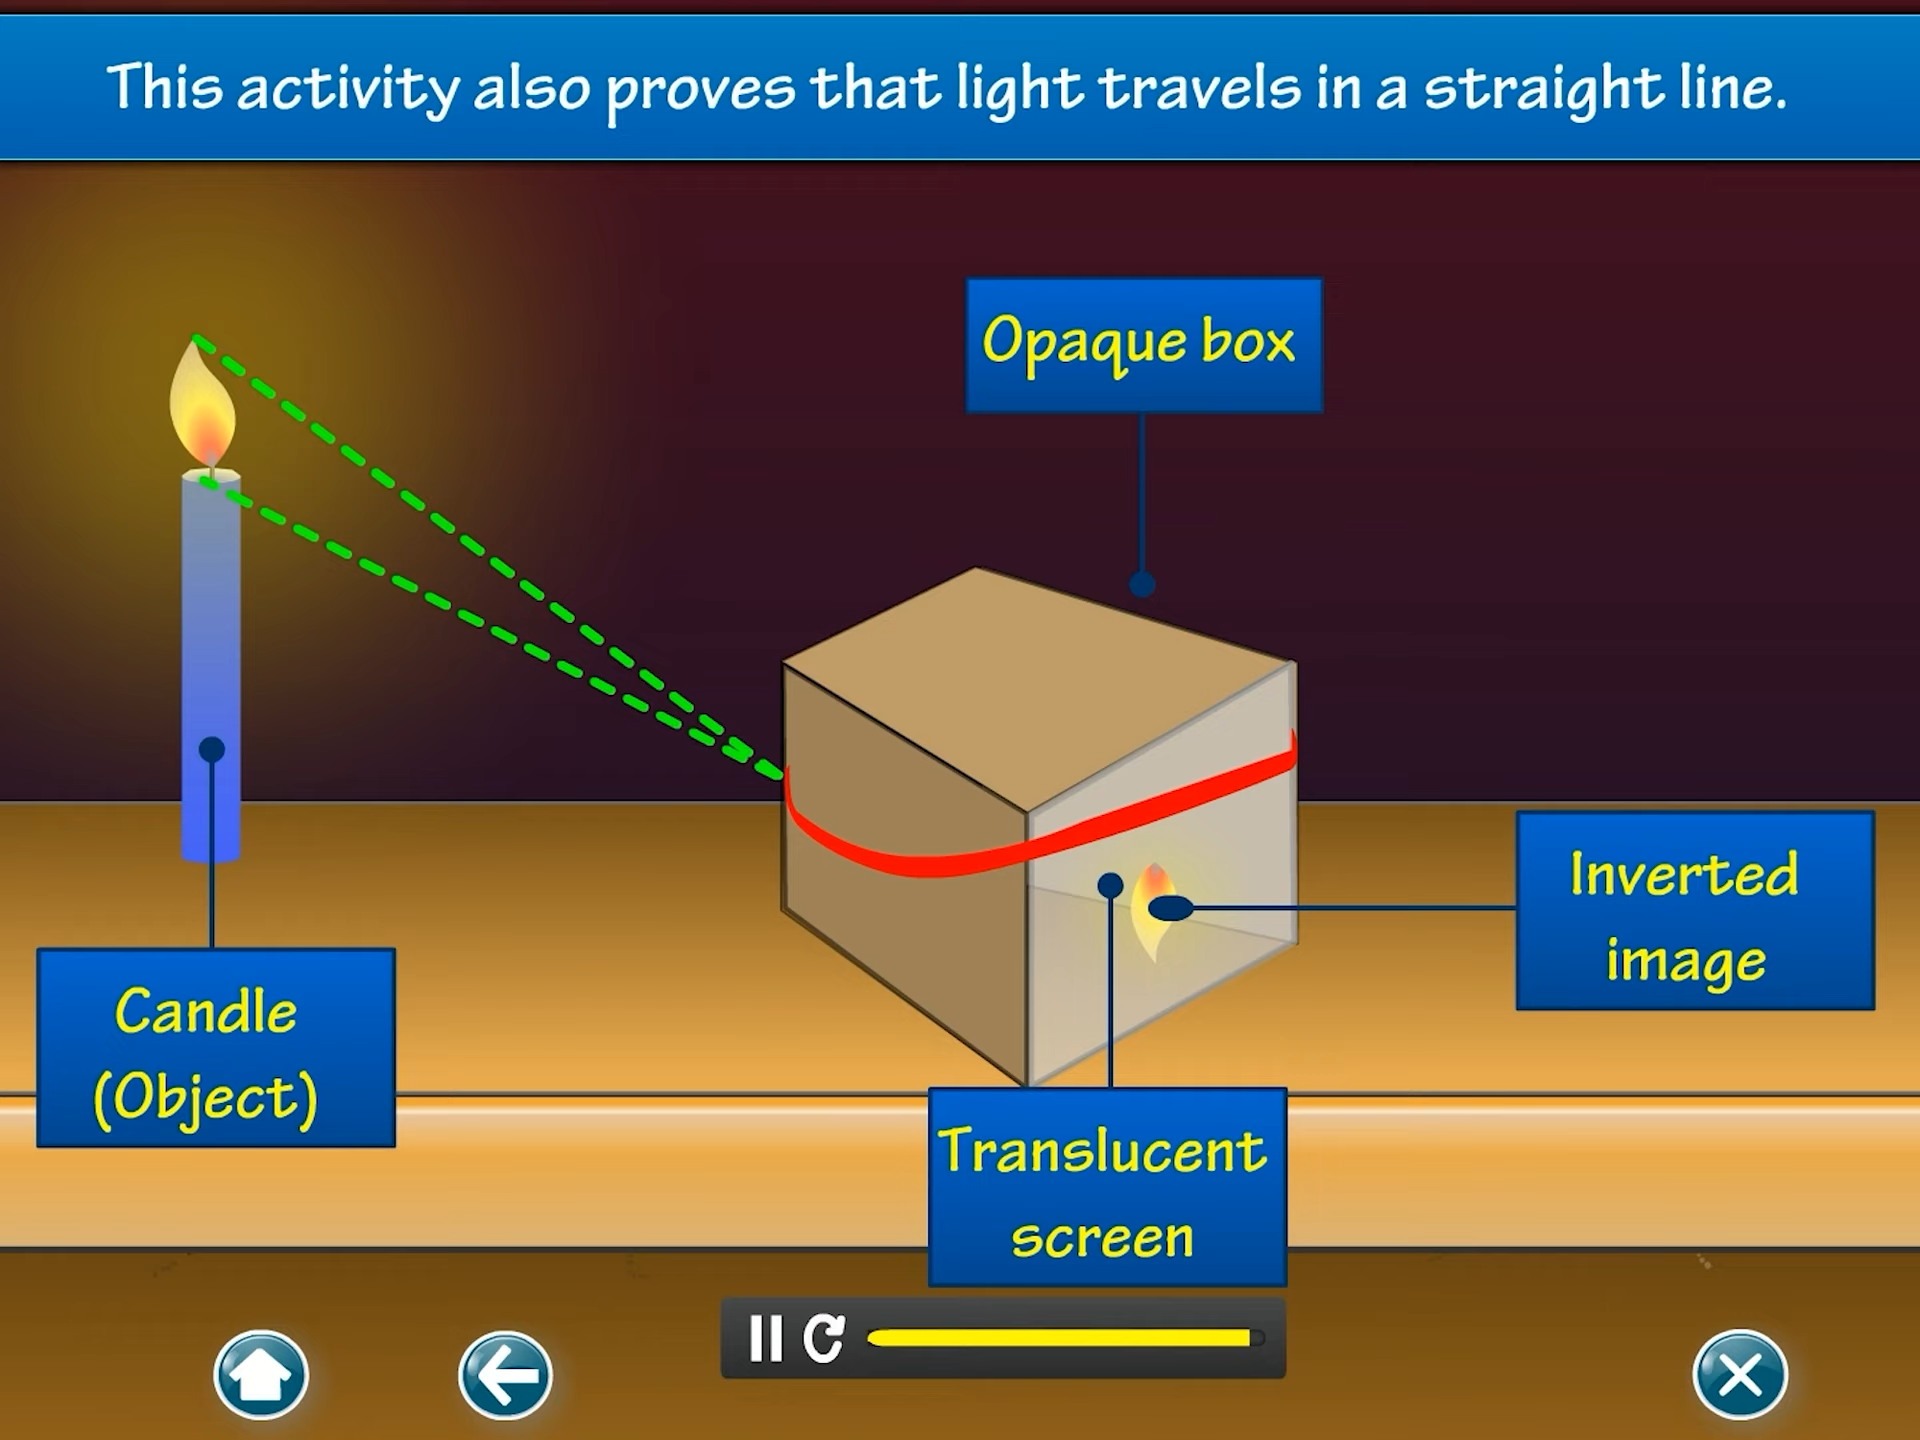 This activity also proves that light travels in a straight line.
Opaque box
Inverted
image
Candle
(Object)
Translucent
screen